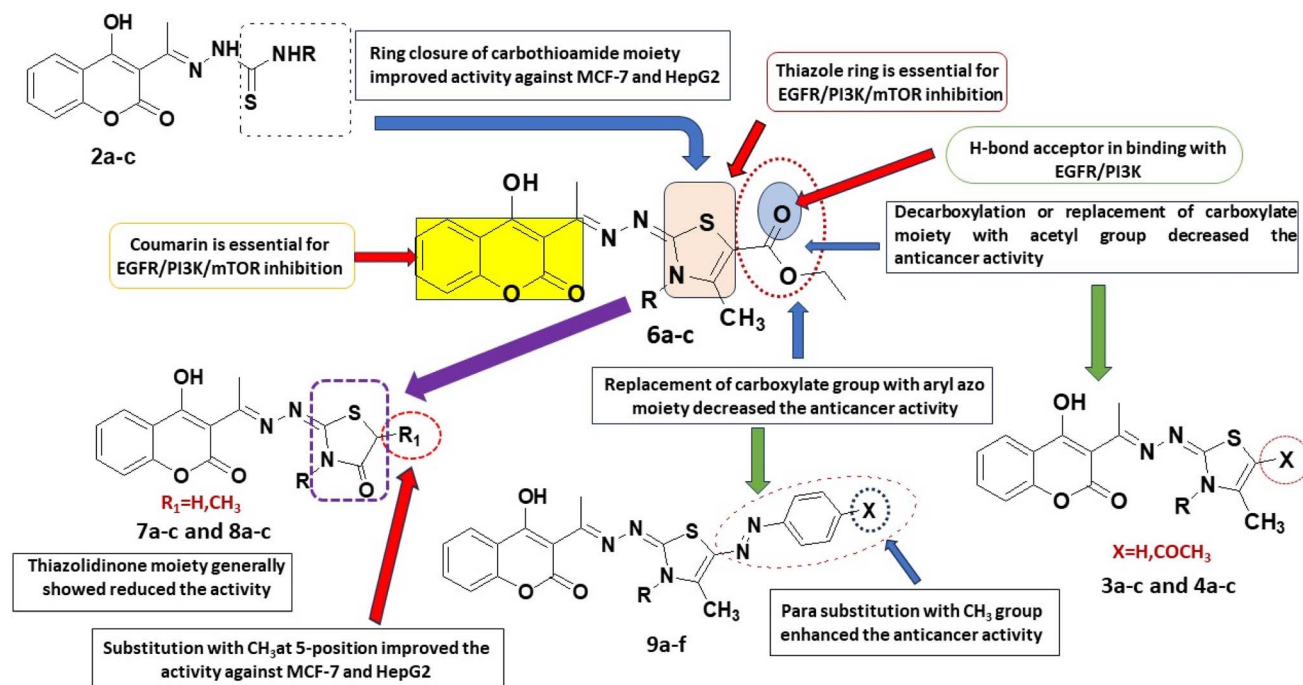 OH
NH
NHR
N
S
O
O
2a-c
Ring closure of carbothioamide moiety
improved activity against MCF-7 and HepG2
Thiazole ring is essential for
EGFR/PI3K/mTOR inhibition
H-bond acceptor in binding with
EGFR/PI3K
Decarboxylation or replacement of carboxylate
moiety with acetyl group decreased the
anticancer activity
Coumarin is essential for
EGFR/PI3K/mTOR inhibition
OH
N
N
S
O
O
N
O
O
R
CH3
6a-c
Replacement of carboxylate group with aryl azo
moiety decreased the anticancer activity
OH
N
N
S
R1
N
R
O
O
O
R1=H,CH3
7a-c and 8a-c
Thiazolidinone moiety generally
showed reduced the activity
Substitution with CH3at 5-position improved the
activity against MCF-7 and HepG2
OH
N
N
S
N
N
X
O
O
N
R
CH3
9a-f
Para substitution with CH3 group
enhanced the anticancer activity
OH
N
N
S
X
O
O
N
R
CH3
X=H,COCH3
3a-c and 4a-c